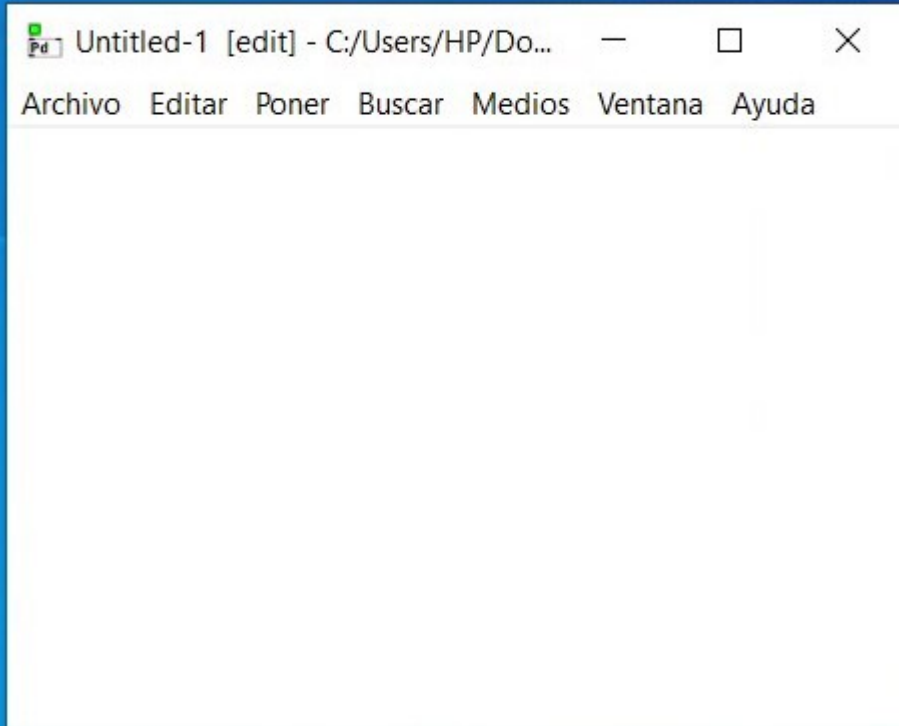 Pd Untitled-1 [edit] - C:/Users/HP/Do...
Archivo Editar Poner Buscar Medios Ventana Ayuda